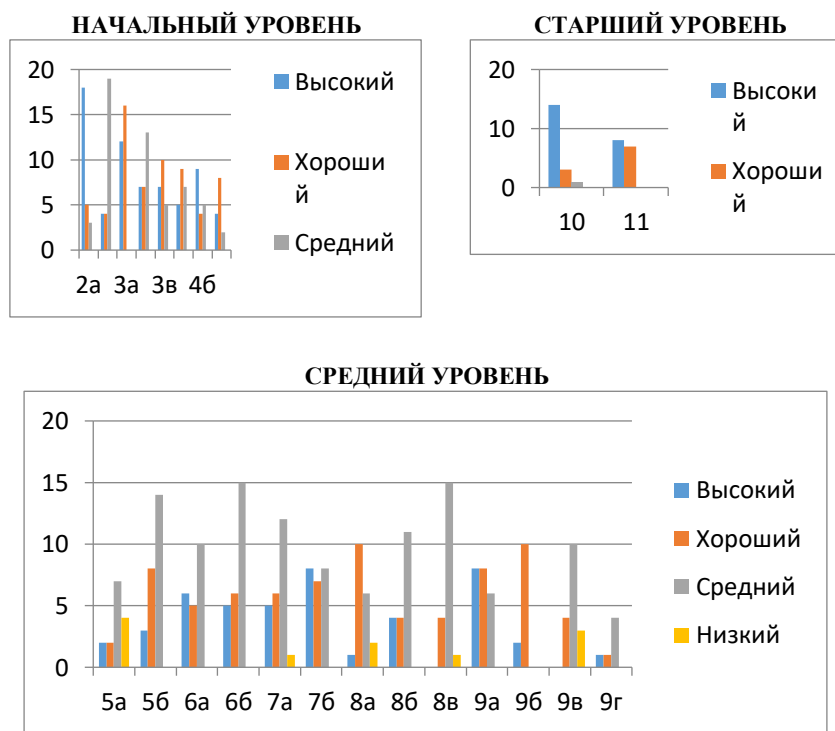 НАЧАЛЬНЫЙ УРОВЕНЬ
20
15
10
5
0
2а 3а 3в 4б
Высокий
Хороши
й
Средний
СТАРШИЙ УРОВЕНЬ
20
10
0
10 11
Высоки
й
Хороши
й
СРЕДНИЙ УРОВЕНЬ
20
15
10
5
0
5а 5б 6а 6б 7а 7б 8а 8б 8в 9а 9б 9в 9г
Высокий
Хороший
Средний
Низкий